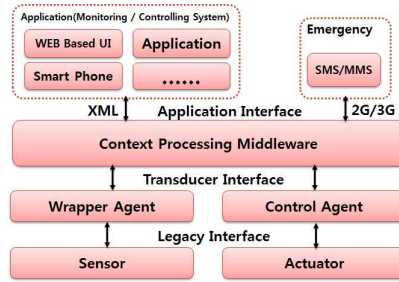 Application(Monitoring / Controlling System)
WEB Based UI
Application
Smart Phone
......
Emergency
SMS/MMS
XML
Application Interface
2G/3G
Context Processing Middleware
Transducer Interface
Wrapper Agent
Control Agent
Legacy Interface
Sensor
Actuator